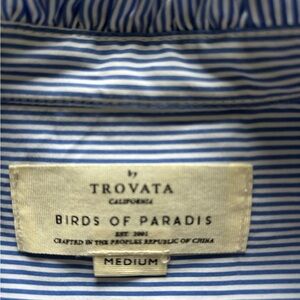 by
TROVATA
CALIFORNIA
BIRDS OF PARADIS
EST 2001
CRAFTED IN THE PEOPLES REPUBLIC OF CHINA
MEDIUM